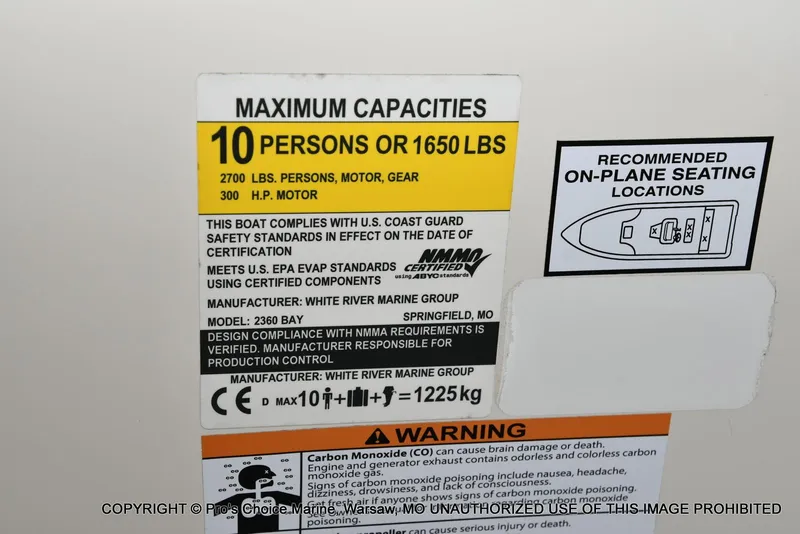 MAXIMUM CAPACITIES
10 PERSONS OR 1650 LBS
2700 LBS. PERSONS, MOTOR, GEAR
300 H.P. MOTOR
THIS BOAT COMPLIES WITH U.S. COAST GUARD
SAFETY STANDARDS IN EFFECT ON THE DATE OF
CERTIFICATION
MEETS U.S. EPA EVAP STANDARDS
USING CERTIFIED COMPONENTS
NMMA
CERTIFIED
using ABYC standards
MANUFACTURER: WHITE RIVER MARINE GROUP
MODEL: 2360 BAY SPRINGFIELD, MO
DESIGN COMPLIANCE WITH NMMA REQUIREMENTS IS
VERIFIED. MANUFACTURER RESPONSIBLE FOR
PRODUCTION CONTROL
MANUFACTURER: WHITE RIVER MARINE GROUP
CE D MAX 10 + + = 1225 kg
RECOMMENDED
ON-PLANE SEATING
LOCATIONS
X X X X X
WARNING
Carbon Monoxide (CO) can cause brain damage or death.
Engine and generator exhaust contains odorless and colorless carbon
monoxide gas.
Signs of carbon monoxide poisoning include nausea, headache,
dizziness, drowsiness, and lack of consciousness.
Get fresh air if anyone shows signs of carbon monoxide poisoning.
regarding carbon monoxide
poisoning.
propeller can cause serious injury or death.
COPYRIGHT © Pro's Choice Marine, Warsaw, MO UNAUTHORIZED USE OF THIS IMAGE PROHIBITED